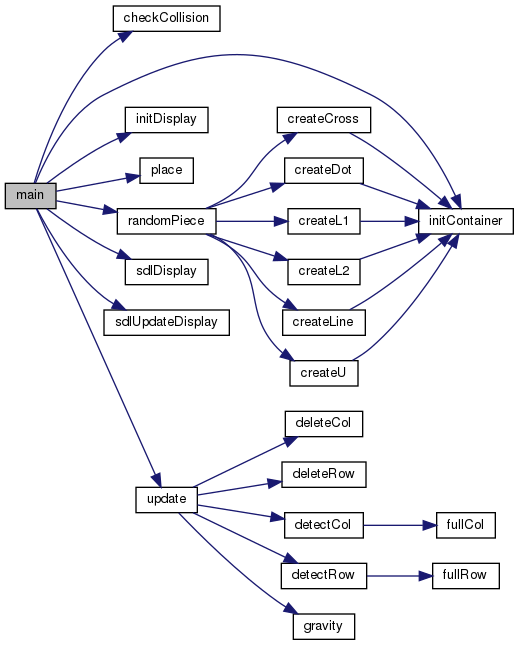 checkCollision
initDisplay
createCross
place
createDot
main
randomPiece
createL1
initContainer
sdlDisplay
createL2
sdlUpdateDisplay
createLine
createU
deleteCol
deleteRow
update
detectCol
fullCol
detectRow
fullRow
gravity